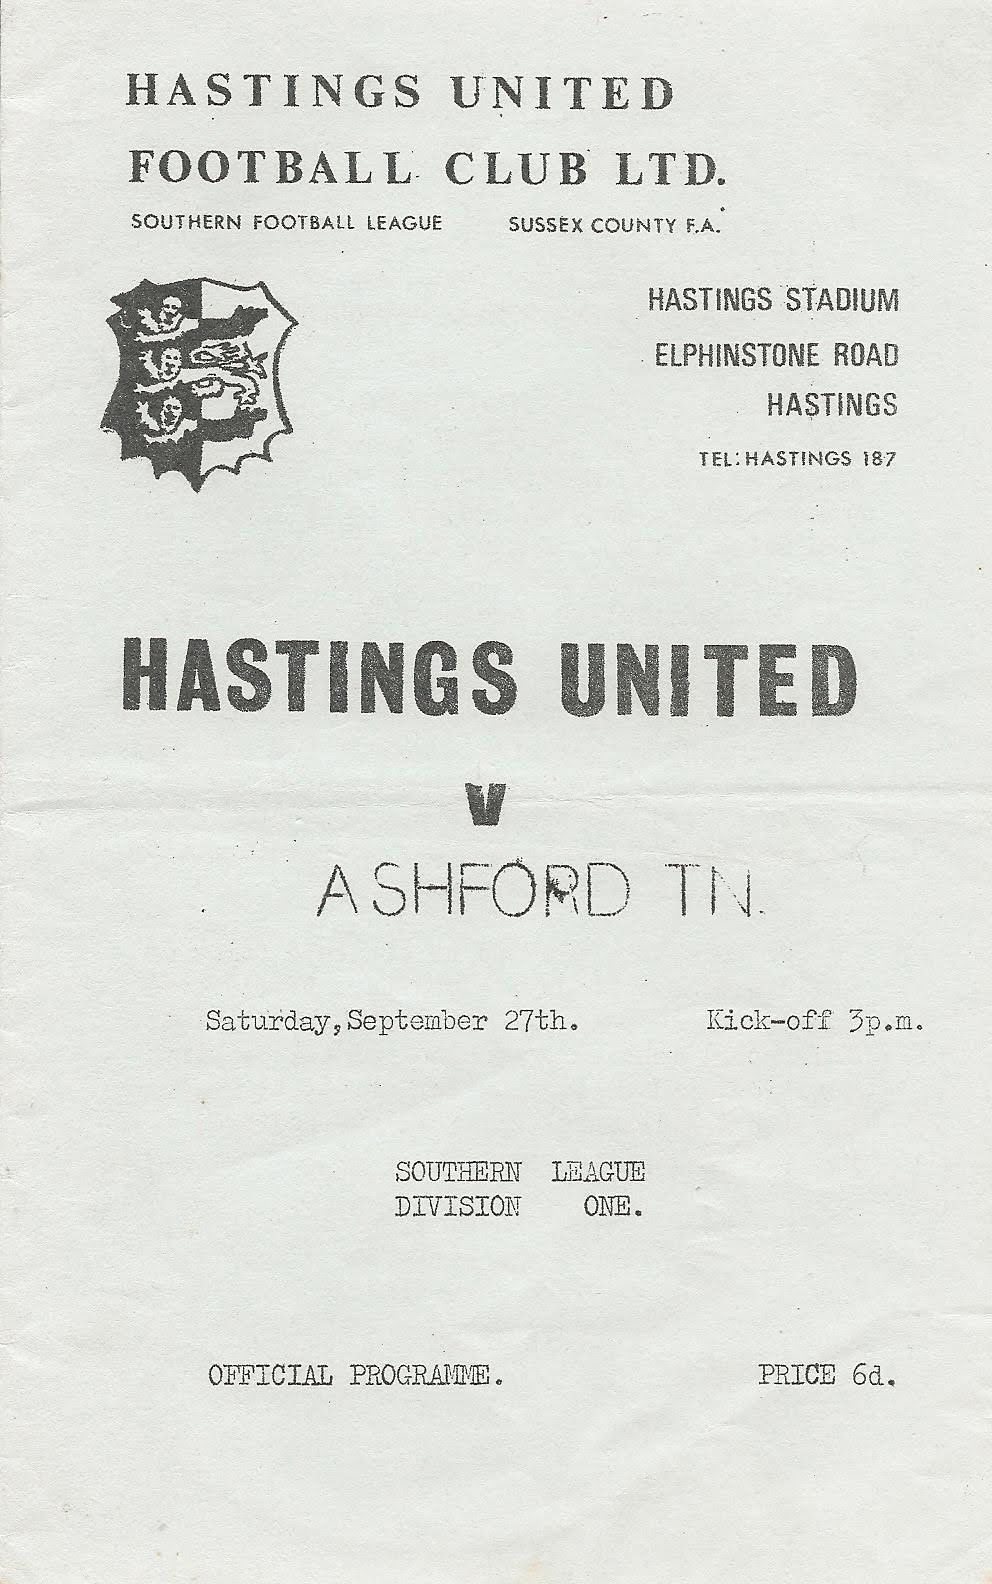 HASTINGS UNITED
FOOTBALL CLUB LTD.
SOUTHERN FOOTBALL LEAGUE SUSSEX COUNTY F.A.
HASTINGS STADIUM
ELPHINSTONE ROAD
HASTINGS
TEL: HASTINGS 187
HASTINGS UNITED
V
ASHFORD TN.
Saturday, September 27th. Kick-off 3p.m.
SOUTHERN LEAGUE
DIVISION ONE.
OFFICIAL PROGRAMME. PRICE 6d.